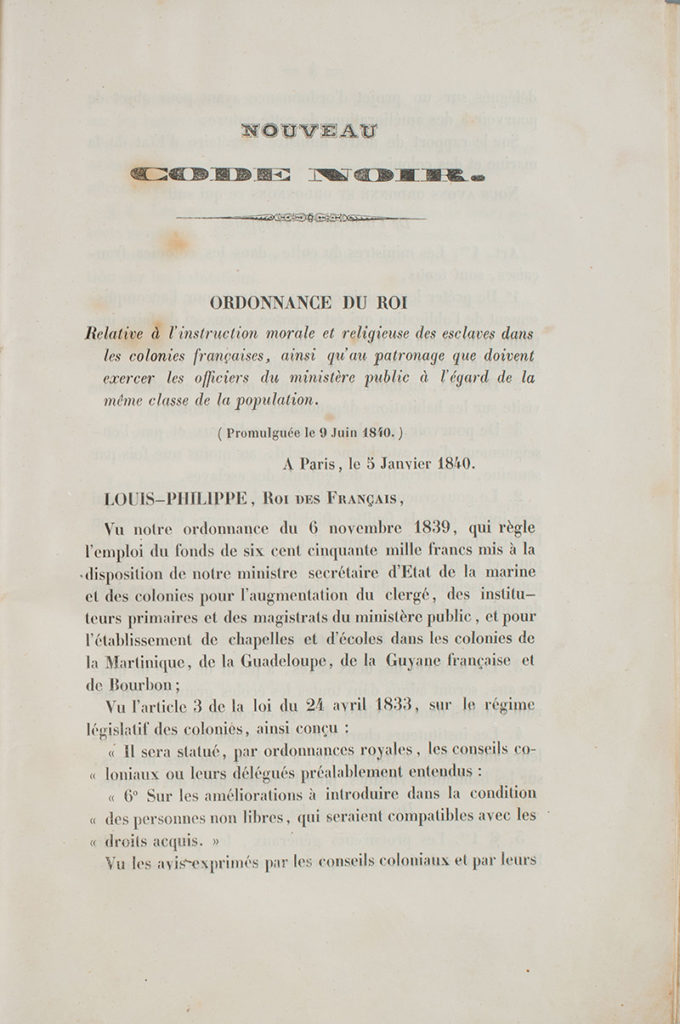 NOUVEAU
CODE NOIR.
ORDONNANCE DU ROI
Relative à l'instruction morale et religieuse des esclaves dans
les colonies françaises, ainsi qu'au patronage que doivent
exercer les officiers du ministère public à l'égard de la
même classe de la population.
( Promulguée le 9 Juin 1840. )
A Paris, le 5 Janvier 1840.
LOUIS-PHILIPPE, ROI DES FRANÇAIS,
Vu notre ordonnance du 6 novembre 1839, qui règle
l'emploi du fonds de six cent cinquante mille francs mis à la
disposition de notre ministre secrétaire d'Etat de la marine
et des colonies pour l'augmentation du clergé, des institu-
teurs primaires et des magistrats du ministère public, et pour
l'établissement de chapelles et d'écoles dans les colonies de
la Martinique, de la Guadeloupe, de la Guyane française et
de Bourbon;
Vu l'article 3 de la loi du 24 avril 1833, sur le régime
législatif des colonies, ainsi conçu :
« Il sera statué, par ordonnances royales, les conseils co-
« loniaux ou leurs délégués préalablement entendus :
« 6° Sur les améliorations à introduire dans la condition
« des personnes non libres, qui seraient compatibles avec les
« droits acquis. »
Vu les avis exprimés par les conseils coloniaux et par leurs